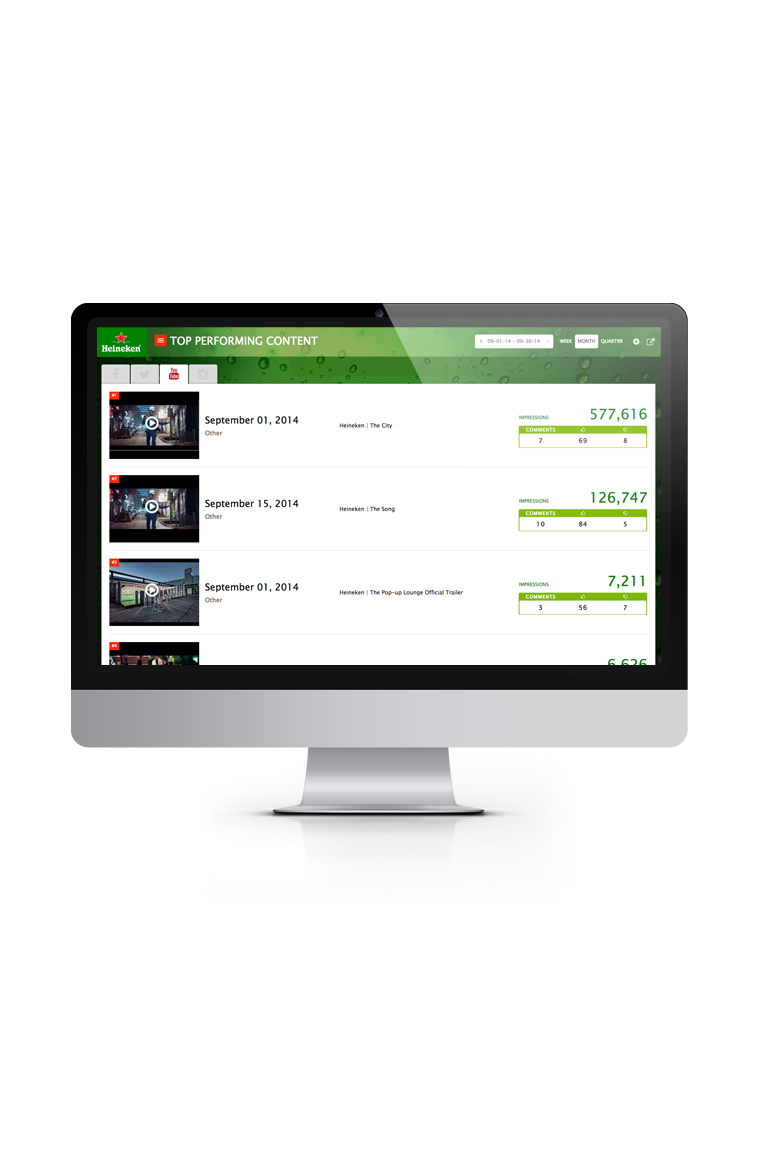 Heineken
TOP PERFORMING CONTENT
09-01-14 - 09-30-14
WEEK MONTH QUARTER
You Tube
#1
September 01, 2014
Other
Heineken | The City
IMPRESSIONS 577,616
COMMENTS
7 69 8
#2
September 15, 2014
Other
Heineken | The Song
IMPRESSIONS 126,747
COMMENTS
10 84 5
#3
September 01, 2014
Other
Heineken | The Pop-up Lounge Official Trailer
IMPRESSIONS 7,211
COMMENTS
3 56 7
#4
6,626